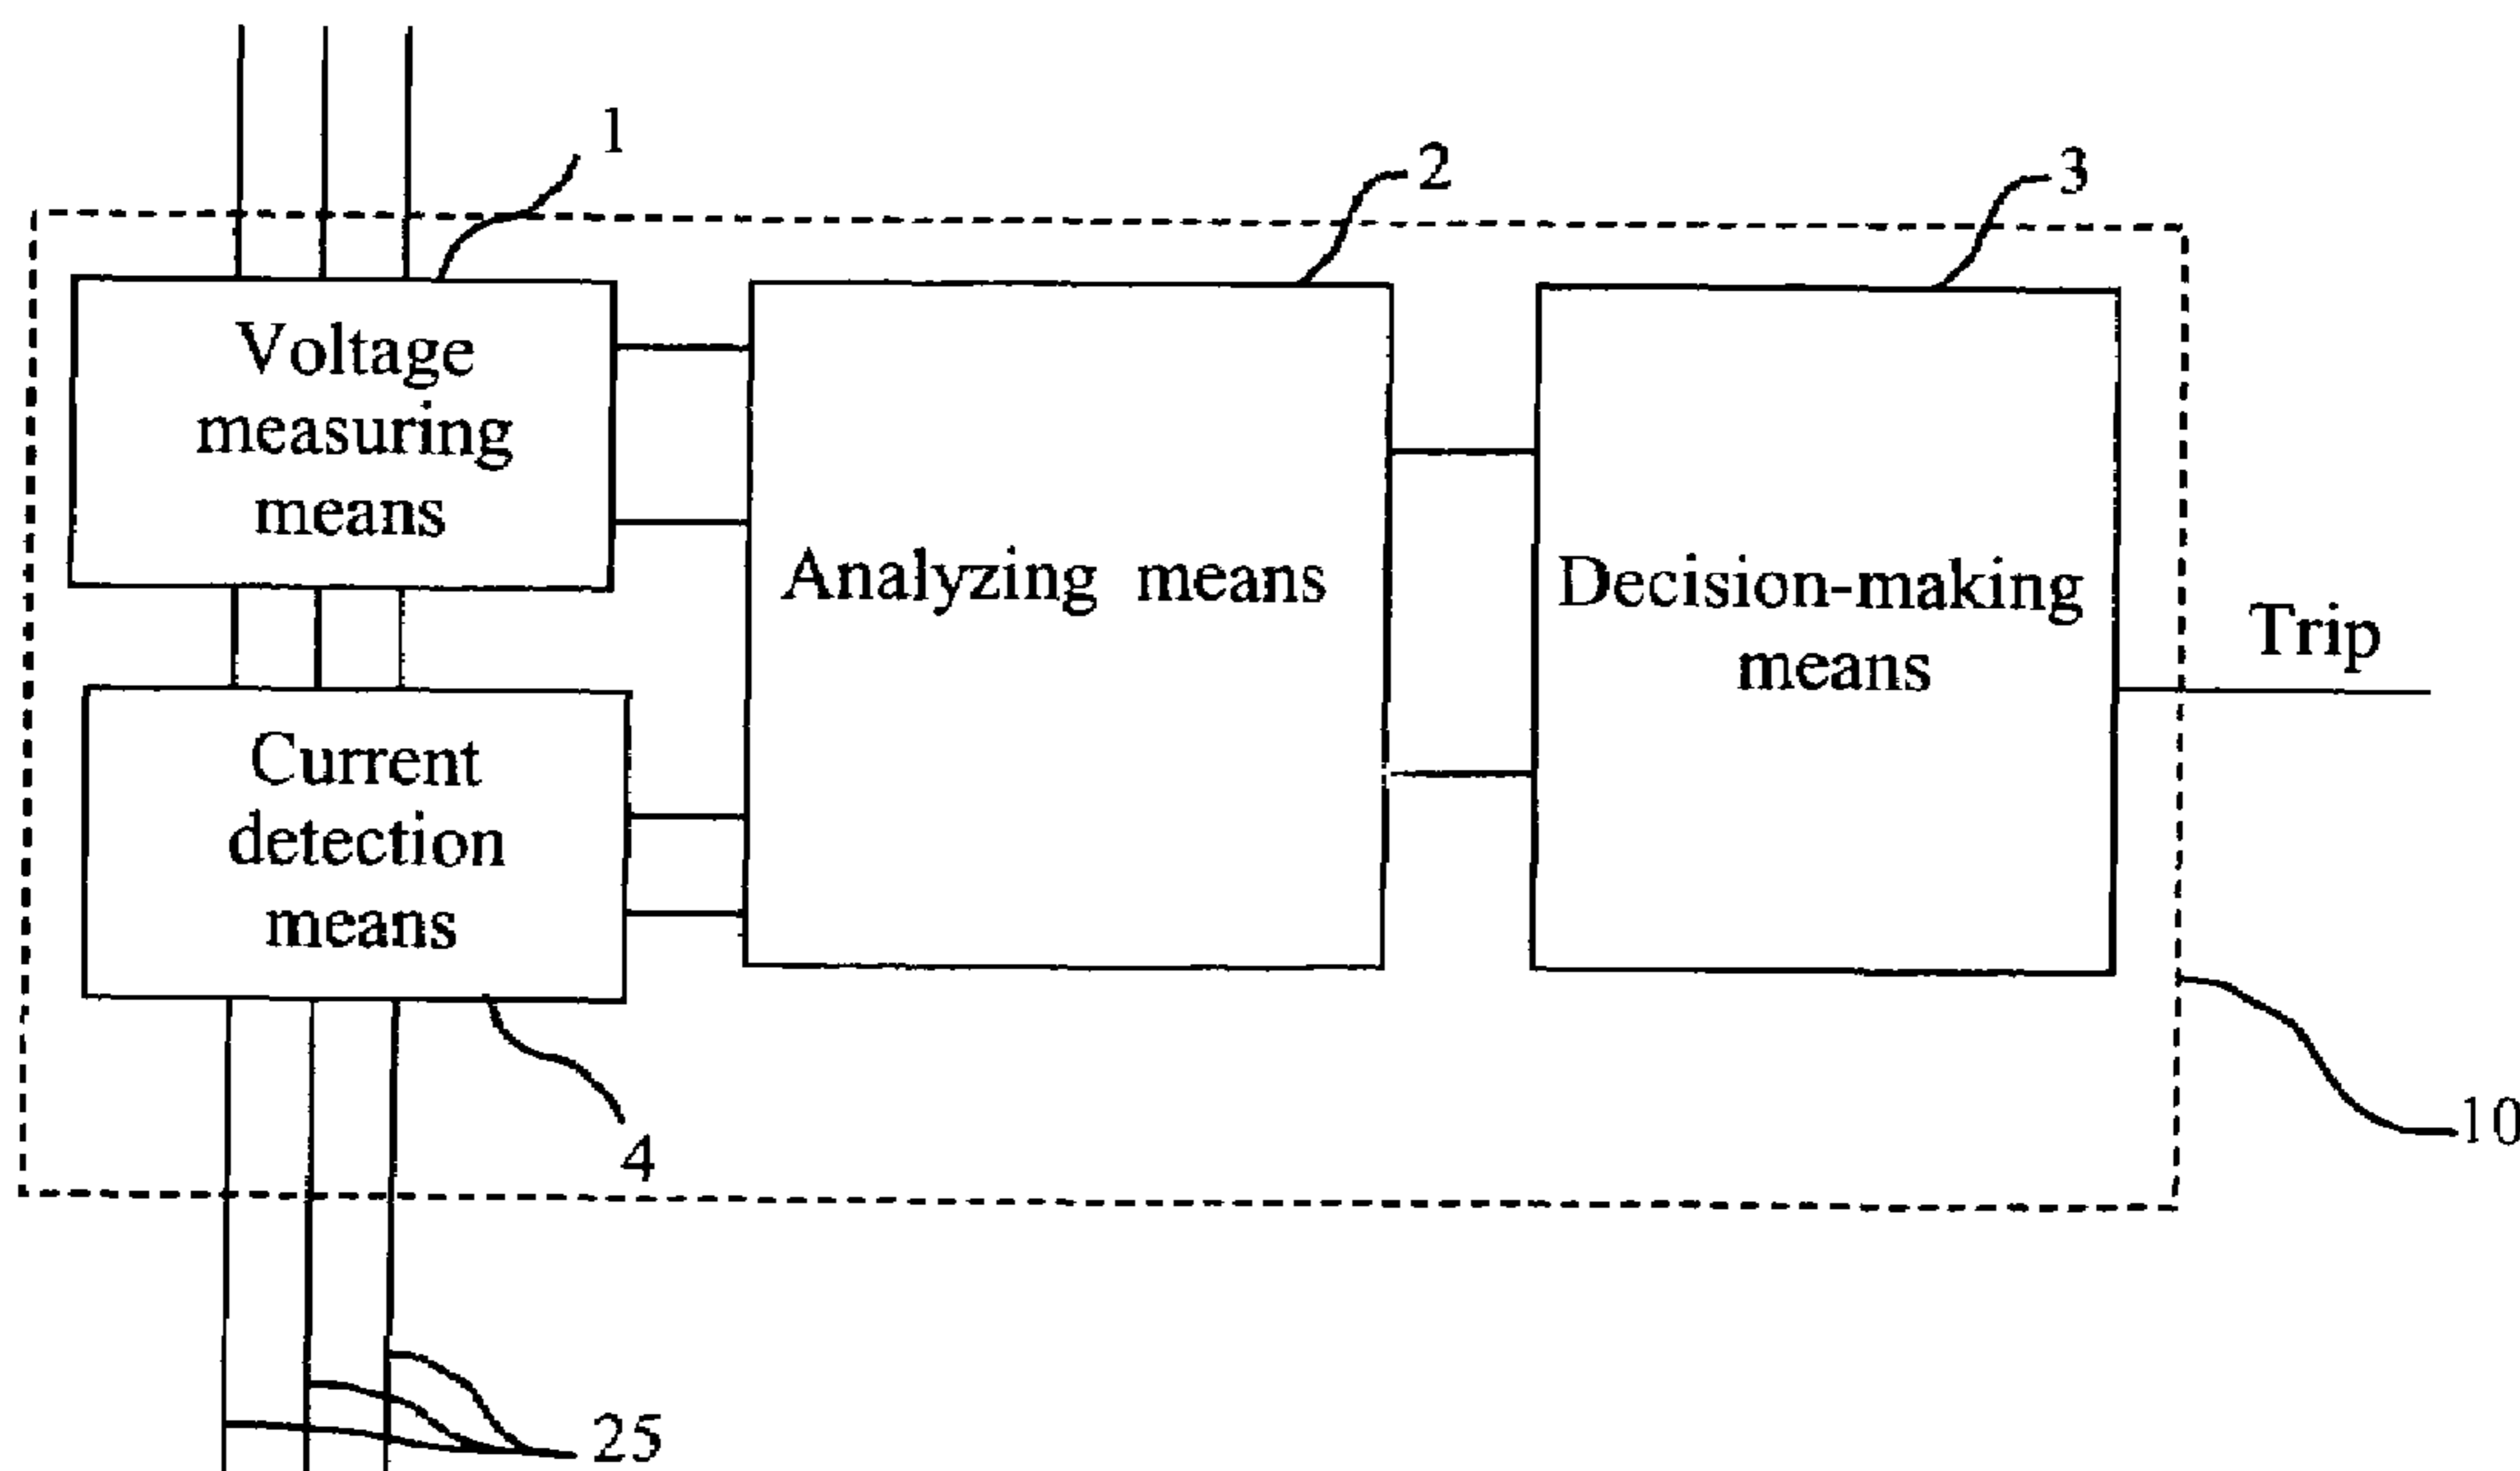 1
2
3
Voltage
measuring
means
Analyzing means
Decision-making
means
Trip
Current
detection
means
4
10
25